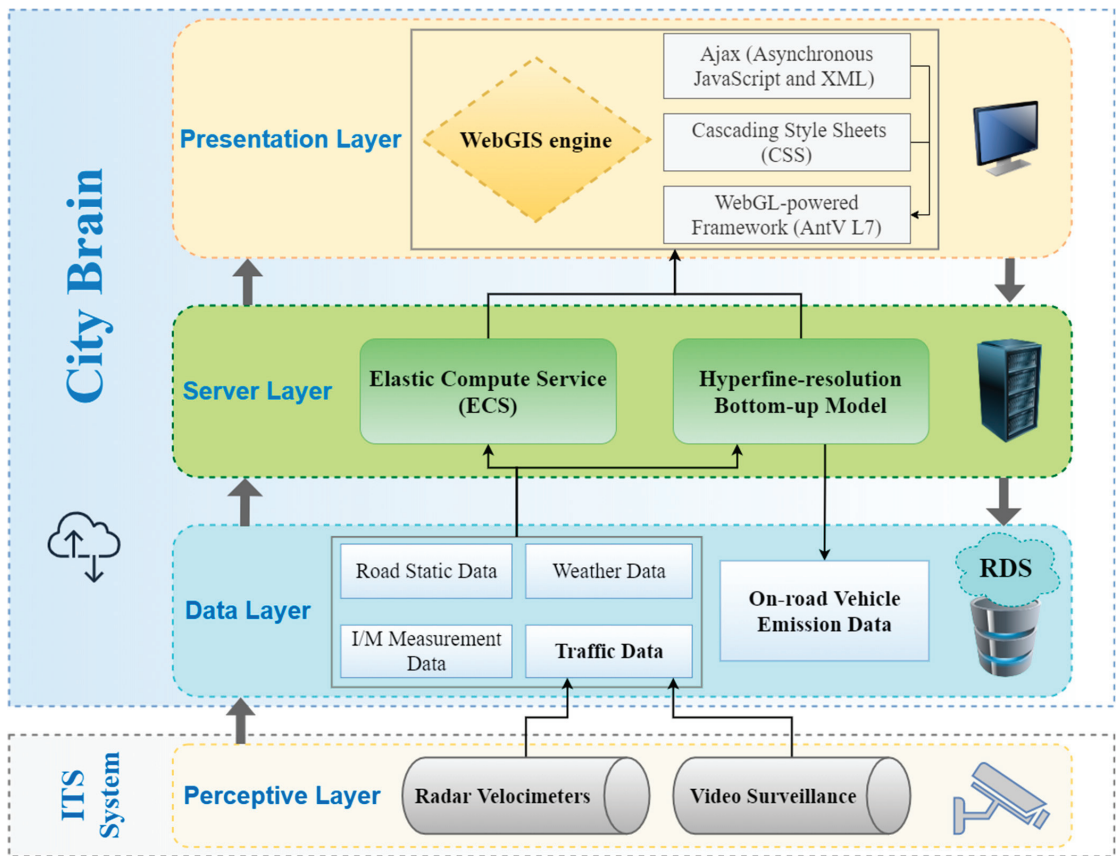 City Brain
Presentation Layer
WebGIS engine
Ajax (Asynchronous
JavaScript and XML)
Cascading Style Sheets
(CSS)
WebGL-powered
Framework (AntV L7)
Server Layer
Elastic Compute Service
(ECS)
Hyperfine-resolution
Bottom-up Model
Data Layer
Road Static Data
Weather Data
I/M Measurement
Data
Traffic Data
On-road Vehicle
Emission Data
RDS
ITS
System
Perceptive Layer
Radar Velocimeters
Video Surveillance